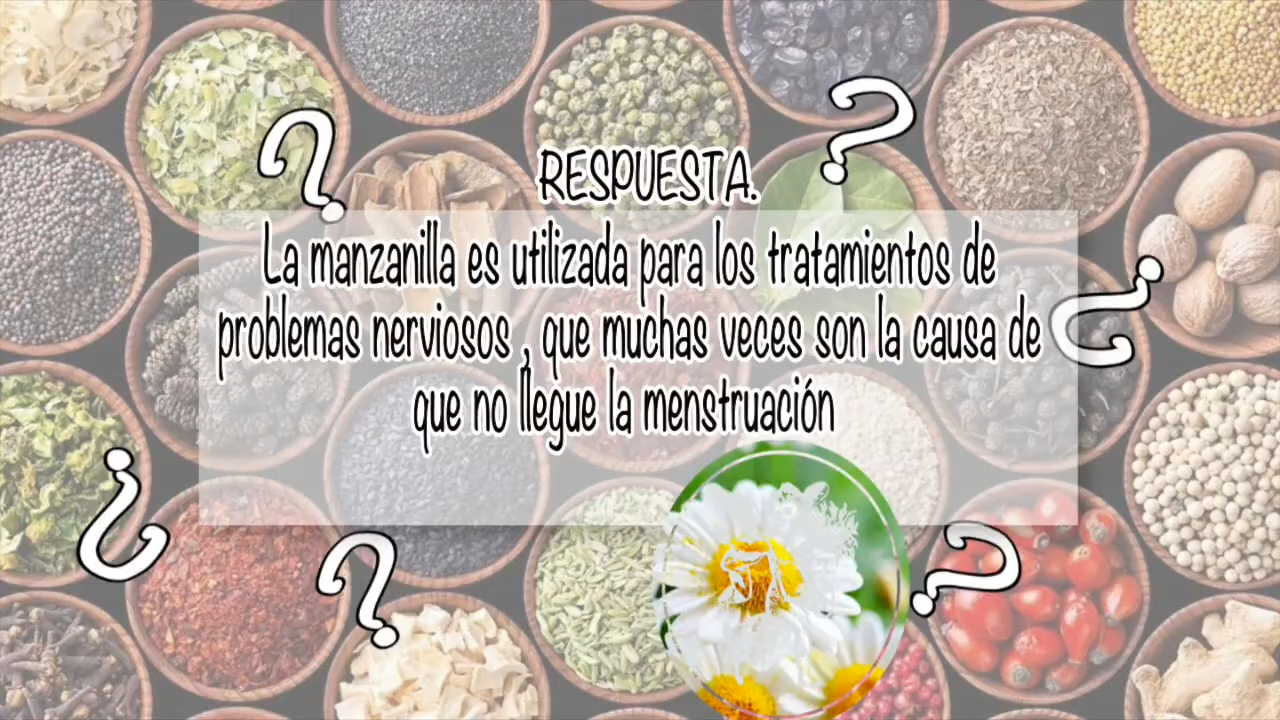 RESPUESTA.
La manzanilla es utilizada para los tratamientos de
problemas nerviosos , que muchas veces son la causa de
que no llegue la menstruación